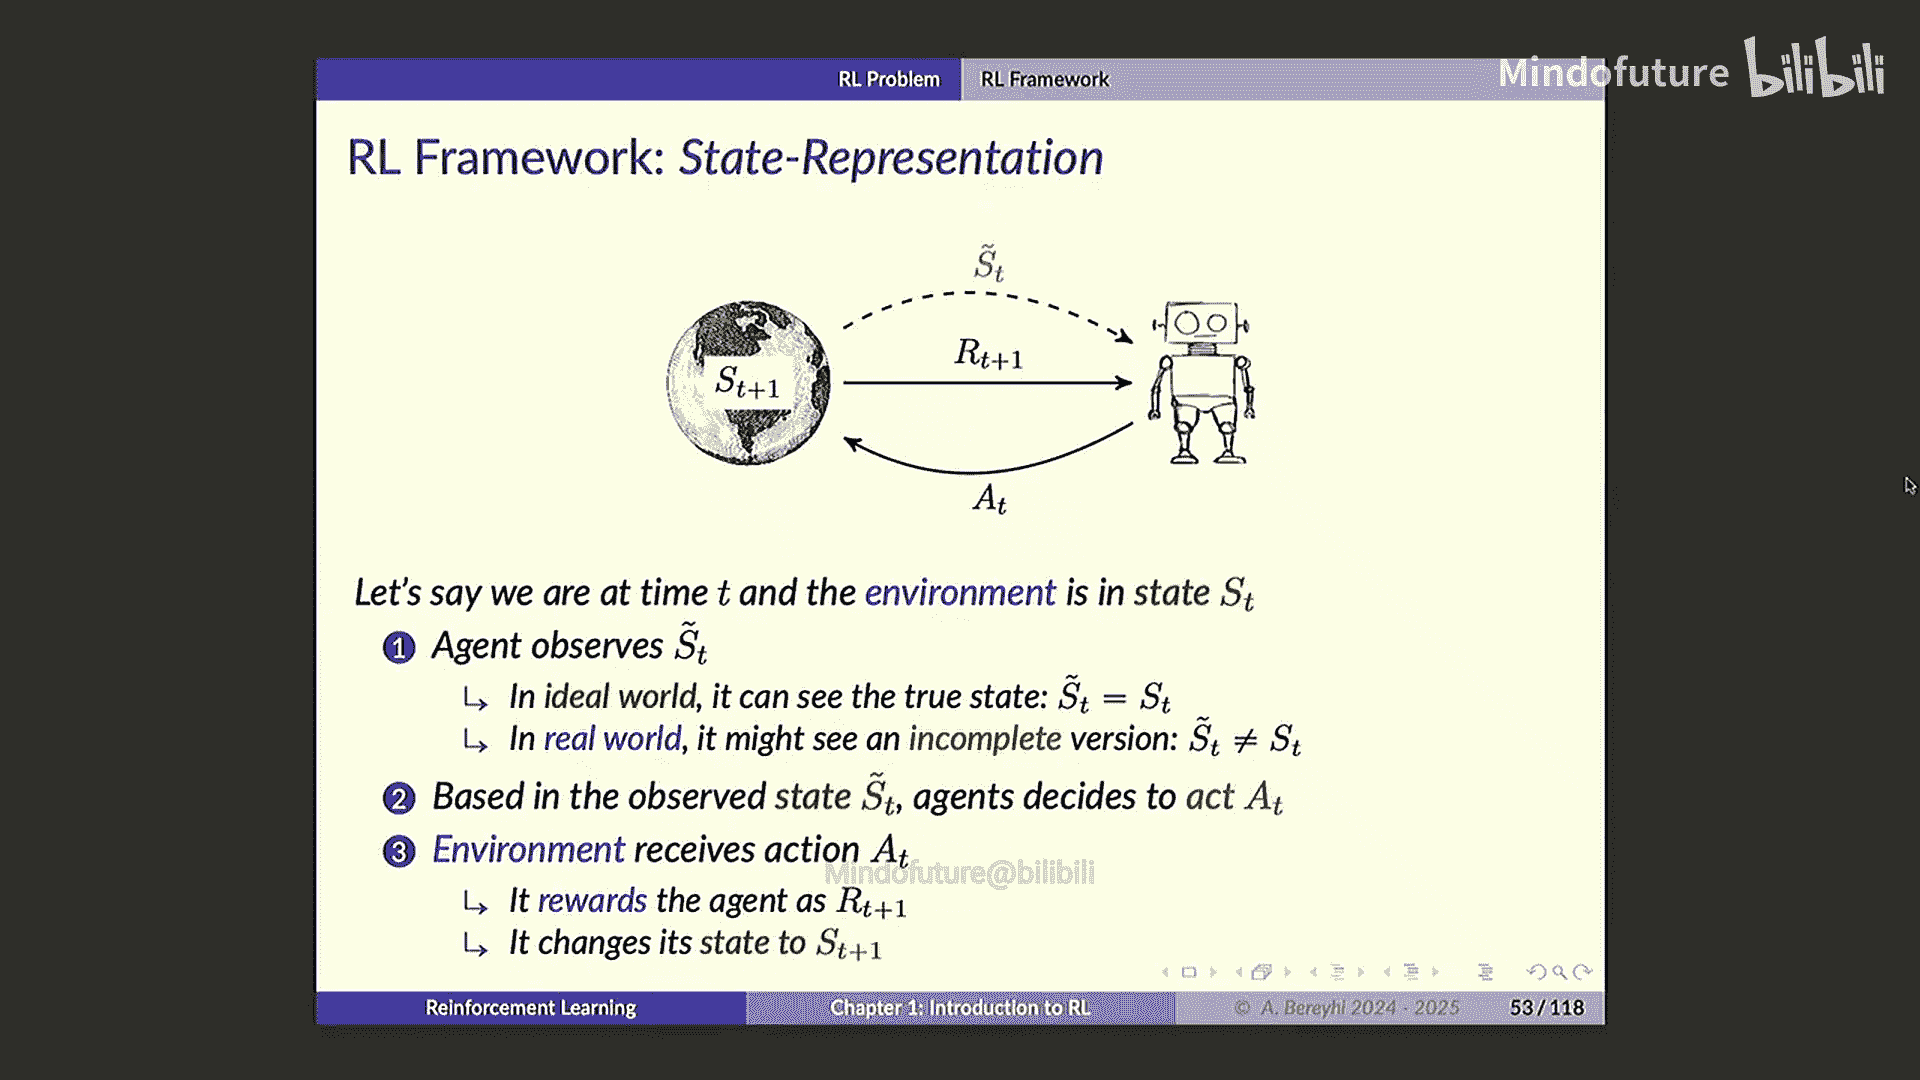 RL Problem RL Framework
Mindofuture bilibili
RL Framework: State-Representation
S̃ₜ
Rₜ₊₁
Sₜ₊₁
Aₜ
Let's say we are at time t and the environment is in state Sₜ
1 Agent observes S̃ₜ
↳ In ideal world, it can see the true state: S̃ₜ = Sₜ
↳ In real world, it might see an incomplete version: S̃ₜ ≠ Sₜ
2 Based in the observed state S̃ₜ, agents decides to act Aₜ
3 Environment receives action Aₜ
Mindofuture@bilibili
↳ It rewards the agent as Rₜ₊₁
↳ It changes its state to Sₜ₊₁
Reinforcement Learning Chapter 1: Introduction to RL © A. Bereyhi 2024 - 2025 53 / 118